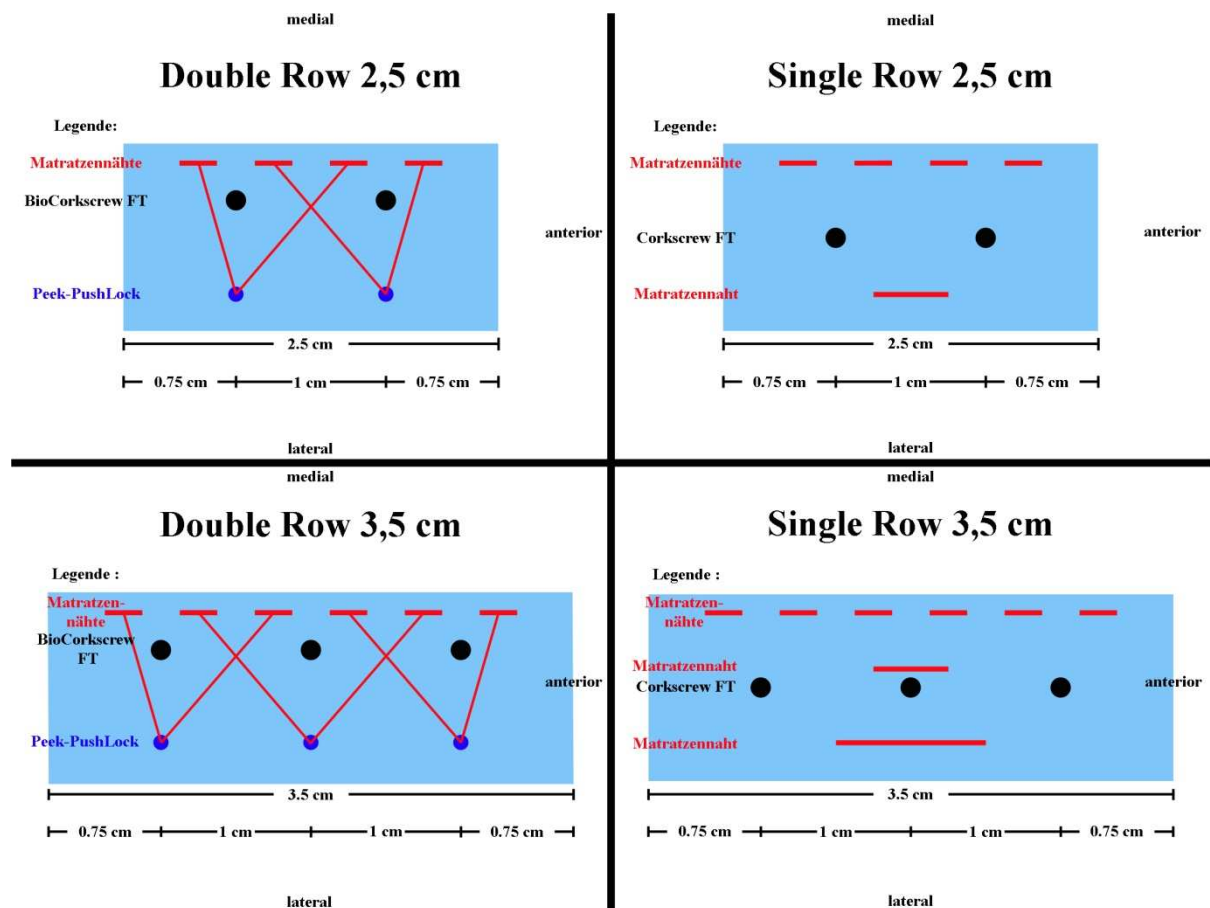 medial
Double Row 2,5 cm
Legende:
Matratzennähte
BioCorkscrew FT
anterior
Peek-PushLock
2.5 cm
0.75 cm 1 cm 0.75 cm
lateral
medial
Single Row 2,5 cm
Legende:
Matratzennähte
Corkscrew FT
anterior
Matratzennaht
2.5 cm
0.75 cm 1 cm 0.75 cm
lateral
medial
Double Row 3,5 cm
Legende :
Matratzen-
nähte
BioCorkscrew
FT
anterior
Peek-PushLock
3.5 cm
0.75 cm 1 cm 1 cm 0.75 cm
lateral
medial
Single Row 3,5 cm
Legende :
Matratzen-
nähte
Matratzennaht
Corkscrew FT
anterior
Matratzennaht
3.5 cm
0.75 cm 1 cm 1 cm 0.75 cm
lateral